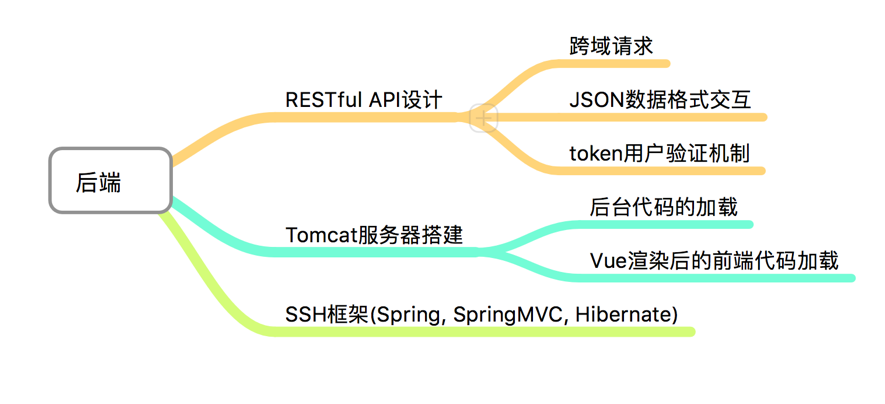 后端
RESTful API设计
跨域请求
JSON数据格式交互
token用户验证机制
Tomcat服务器搭建
后台代码的加载
Vue渲染后的前端代码加载
SSH框架(Spring, SpringMVC, Hibernate)